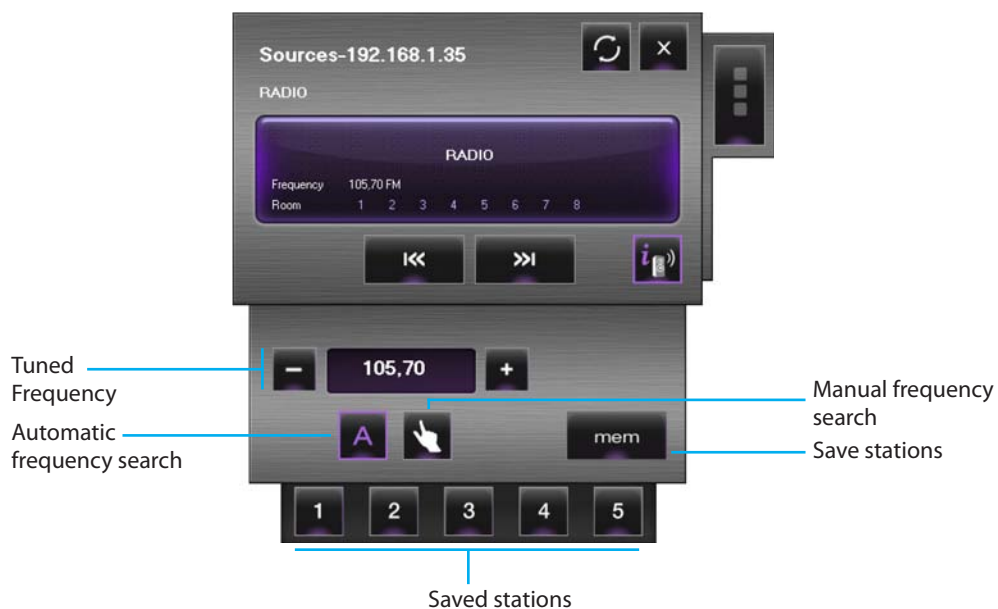 Sources-192.168.1.35
×
RADIO
RADIO
Frequency 105,70 FM
Room 1 2 3 4 5 6 7 8
i
− 105,70 +
Tuned
Frequency
A
Automatic
frequency search
Manual frequency
search
mem
Save stations
1 2 3 4 5
Saved stations